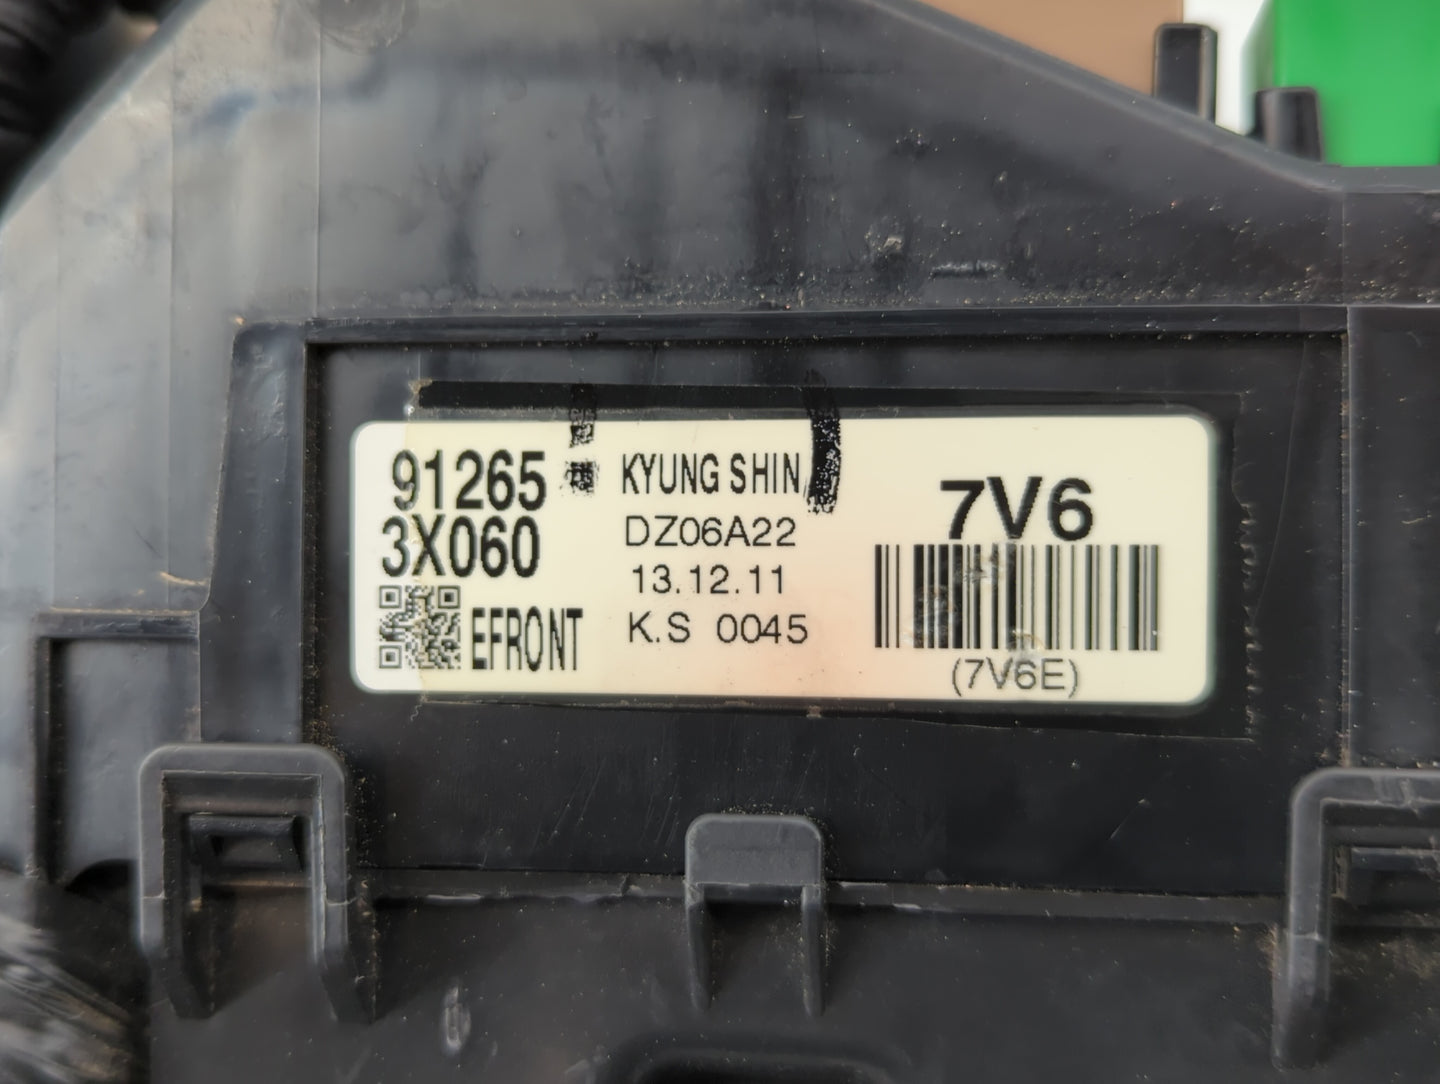 91265
3X060
EFRONT
KYUNG SHIN
DZ06A22
13.12.11
K.S 0045
7V6
(7V6E)